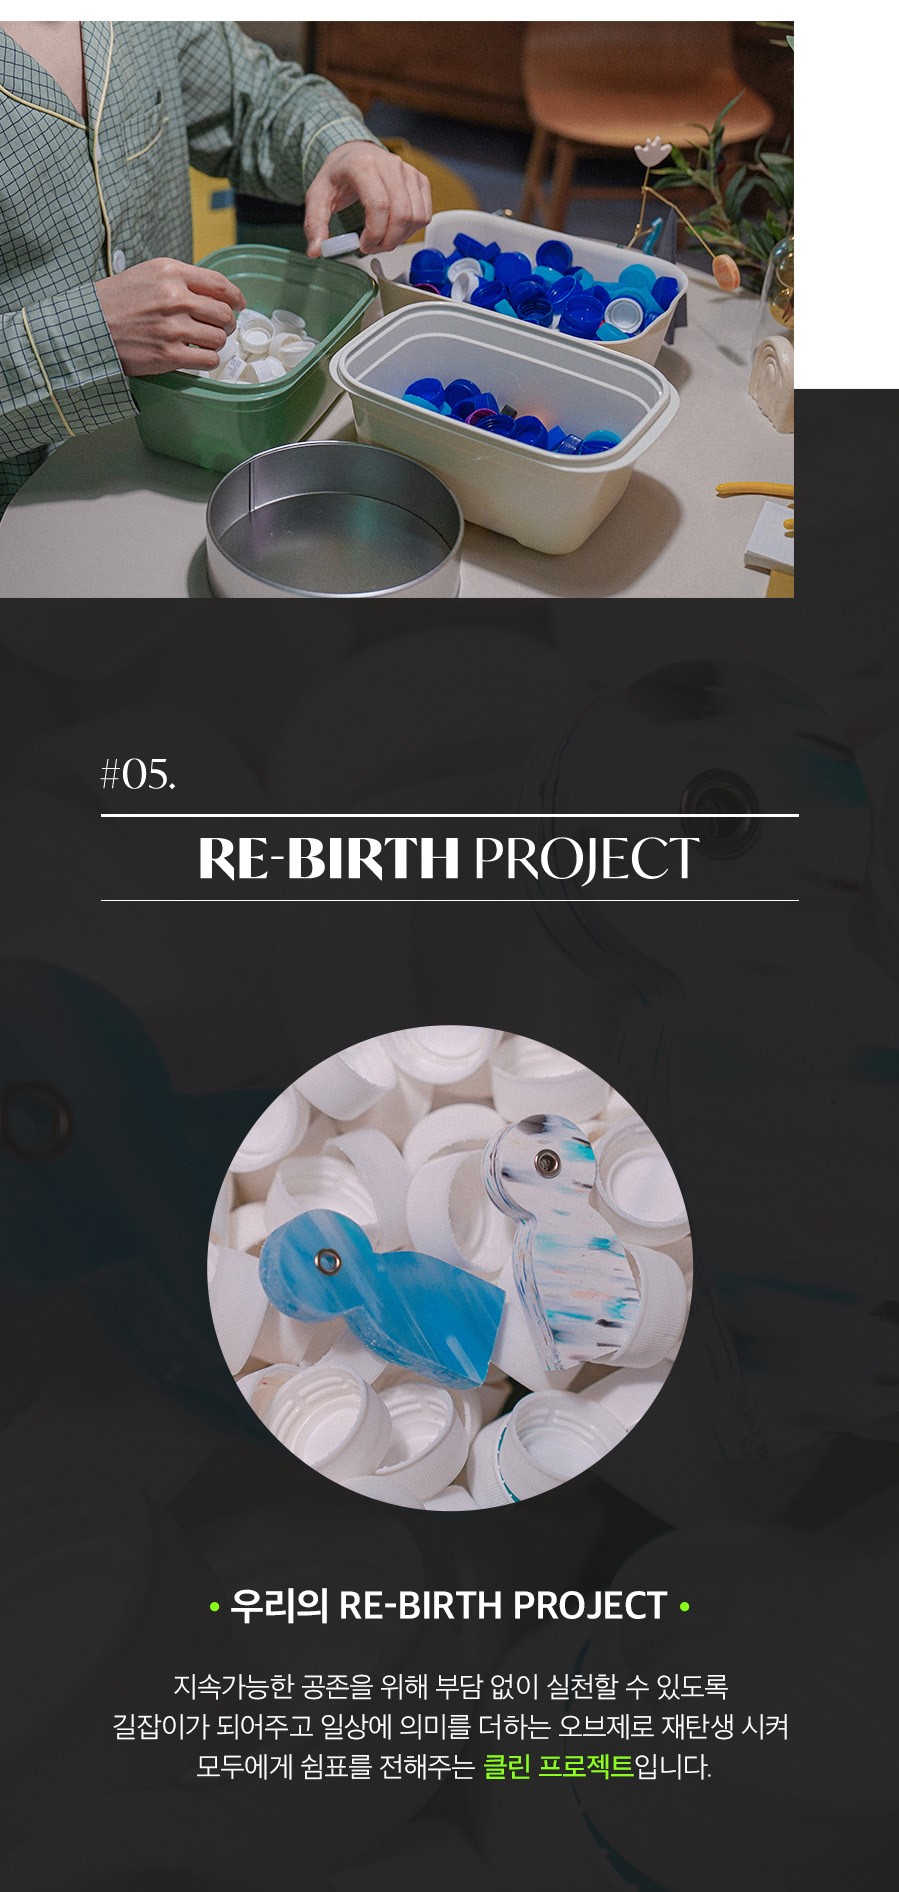 #05.
RE-BIRTH PROJECT
• 우리의 RE-BIRTH PROJECT •
지속가능한 공존을 위해 부담 없이 실천할 수 있도록
길잡이가 되어주고 일상에 의미를 더하는 오브제로 재탄생 시켜
모두에게 쉼표를 전해주는 클린 프로젝트입니다.